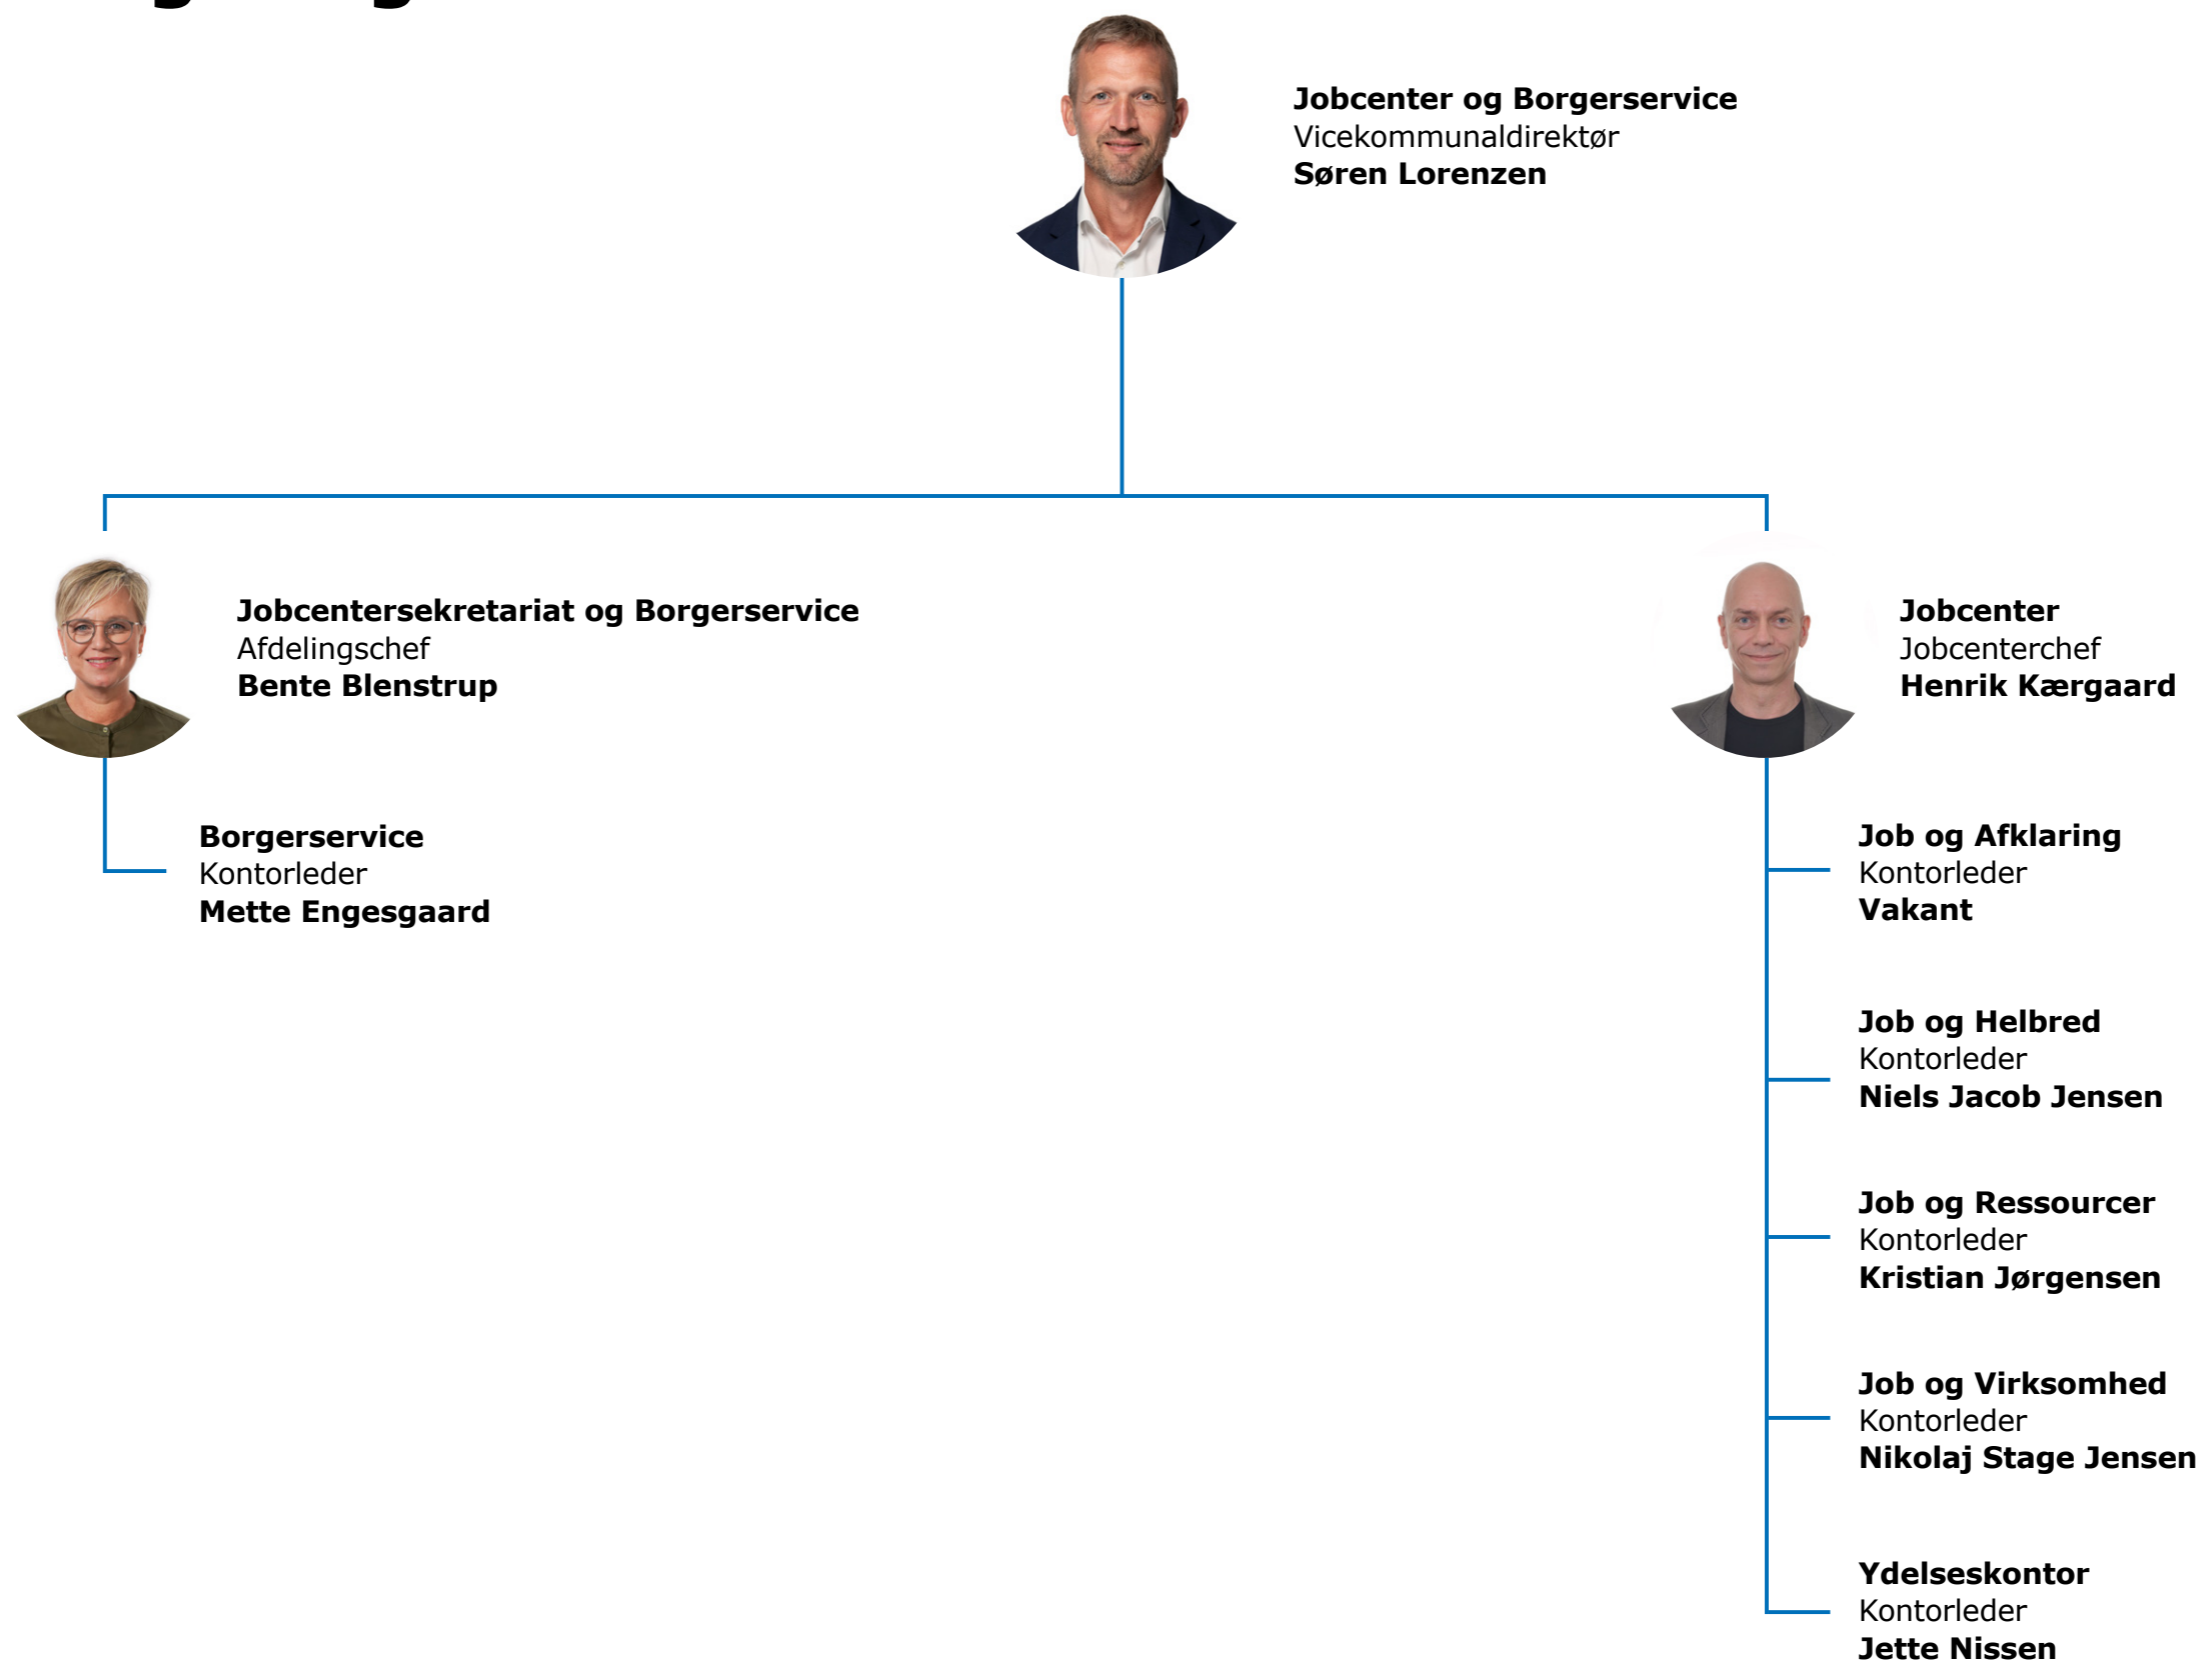 Jobcenter og Borgerservice
Vicekommunaldirektør
Søren Lorenzen
Jobcentersekretariat og Borgerservice
Afdelingschef
Bente Blenstrup
Borgerservice
Kontorleder
Mette Engesgaard
Jobcenter
Jobcenterchef
Henrik Kærgaard
Job og Afklaring
Kontorleder
Vakant
Job og Helbred
Kontorleder
Niels Jacob Jensen
Job og Ressourcer
Kontorleder
Kristian Jørgensen
Job og Virksomhed
Kontorleder
Nikolaj Stage Jensen
Ydelseskontor
Kontorleder
Jette Nissen